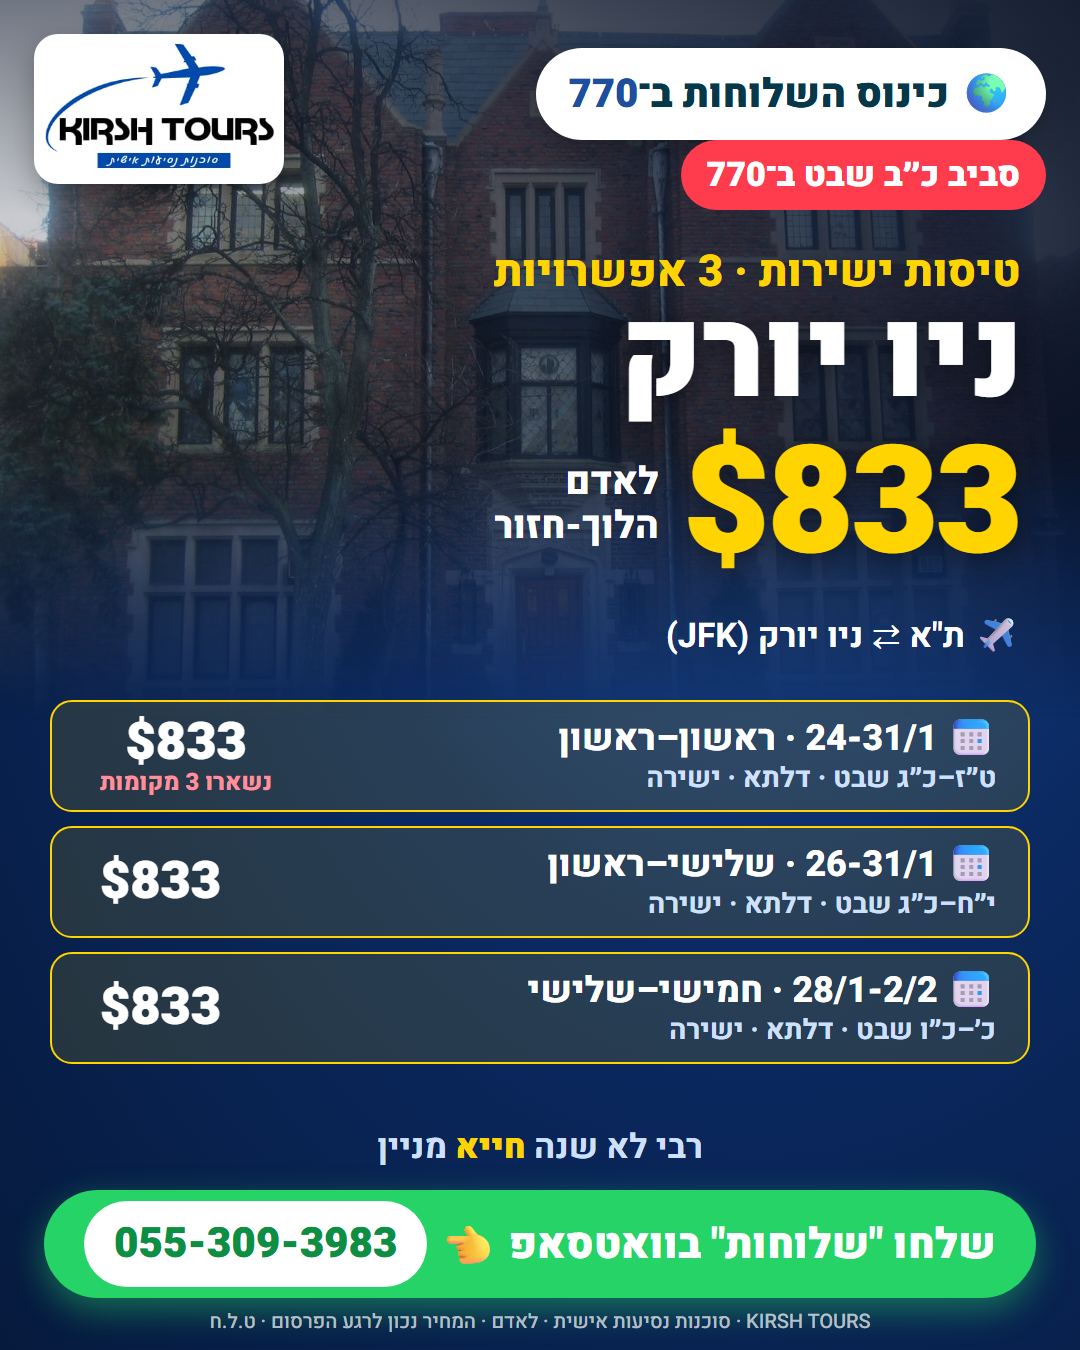 KIRSH TOURS
סוכנות נסיעות אישית
כינוס השלוחות ב־770
סביב כ״ב שבט ב־770
טיסות ישירות · 3 אפשרויות
ניו יורק
$833
לאדם
הלוך-חזור
ת"א ⇄ ניו יורק (JFK)
24-31/1 · ראשון–ראשון
ט״ז–כ״ג שבט · דלתא · ישירה
$833
נשארו 3 מקומות
26-31/1 · שלישי–ראשון
י״ח–כ״ג שבט · דלתא · ישירה
$833
28/1-2/2 · חמישי–שלישי
כ׳–כ״ו שבט · דלתא · ישירה
$833
רבי לא שנה חייא מניין
שלחו "שלוחות" בוואטסאפ 👈 055-309-3983
KIRSH TOURS · סוכנות נסיעות אישית · לאדם · המחיר נכון לרגע הפרסום · ט.ל.ח